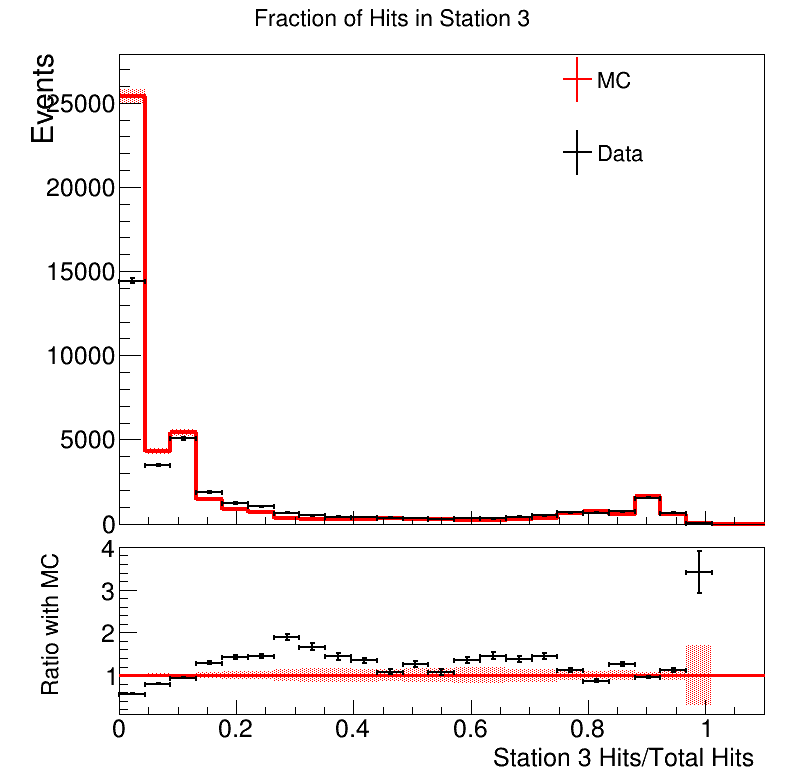 Fraction of Hits in Station 3
Events
25000
20000
15000
10000
5000
0
MC
Data
Ratio with MC
4
3
2
1
0
0.2
0.4
0.6
0.8
1
Station 3 Hits/Total Hits